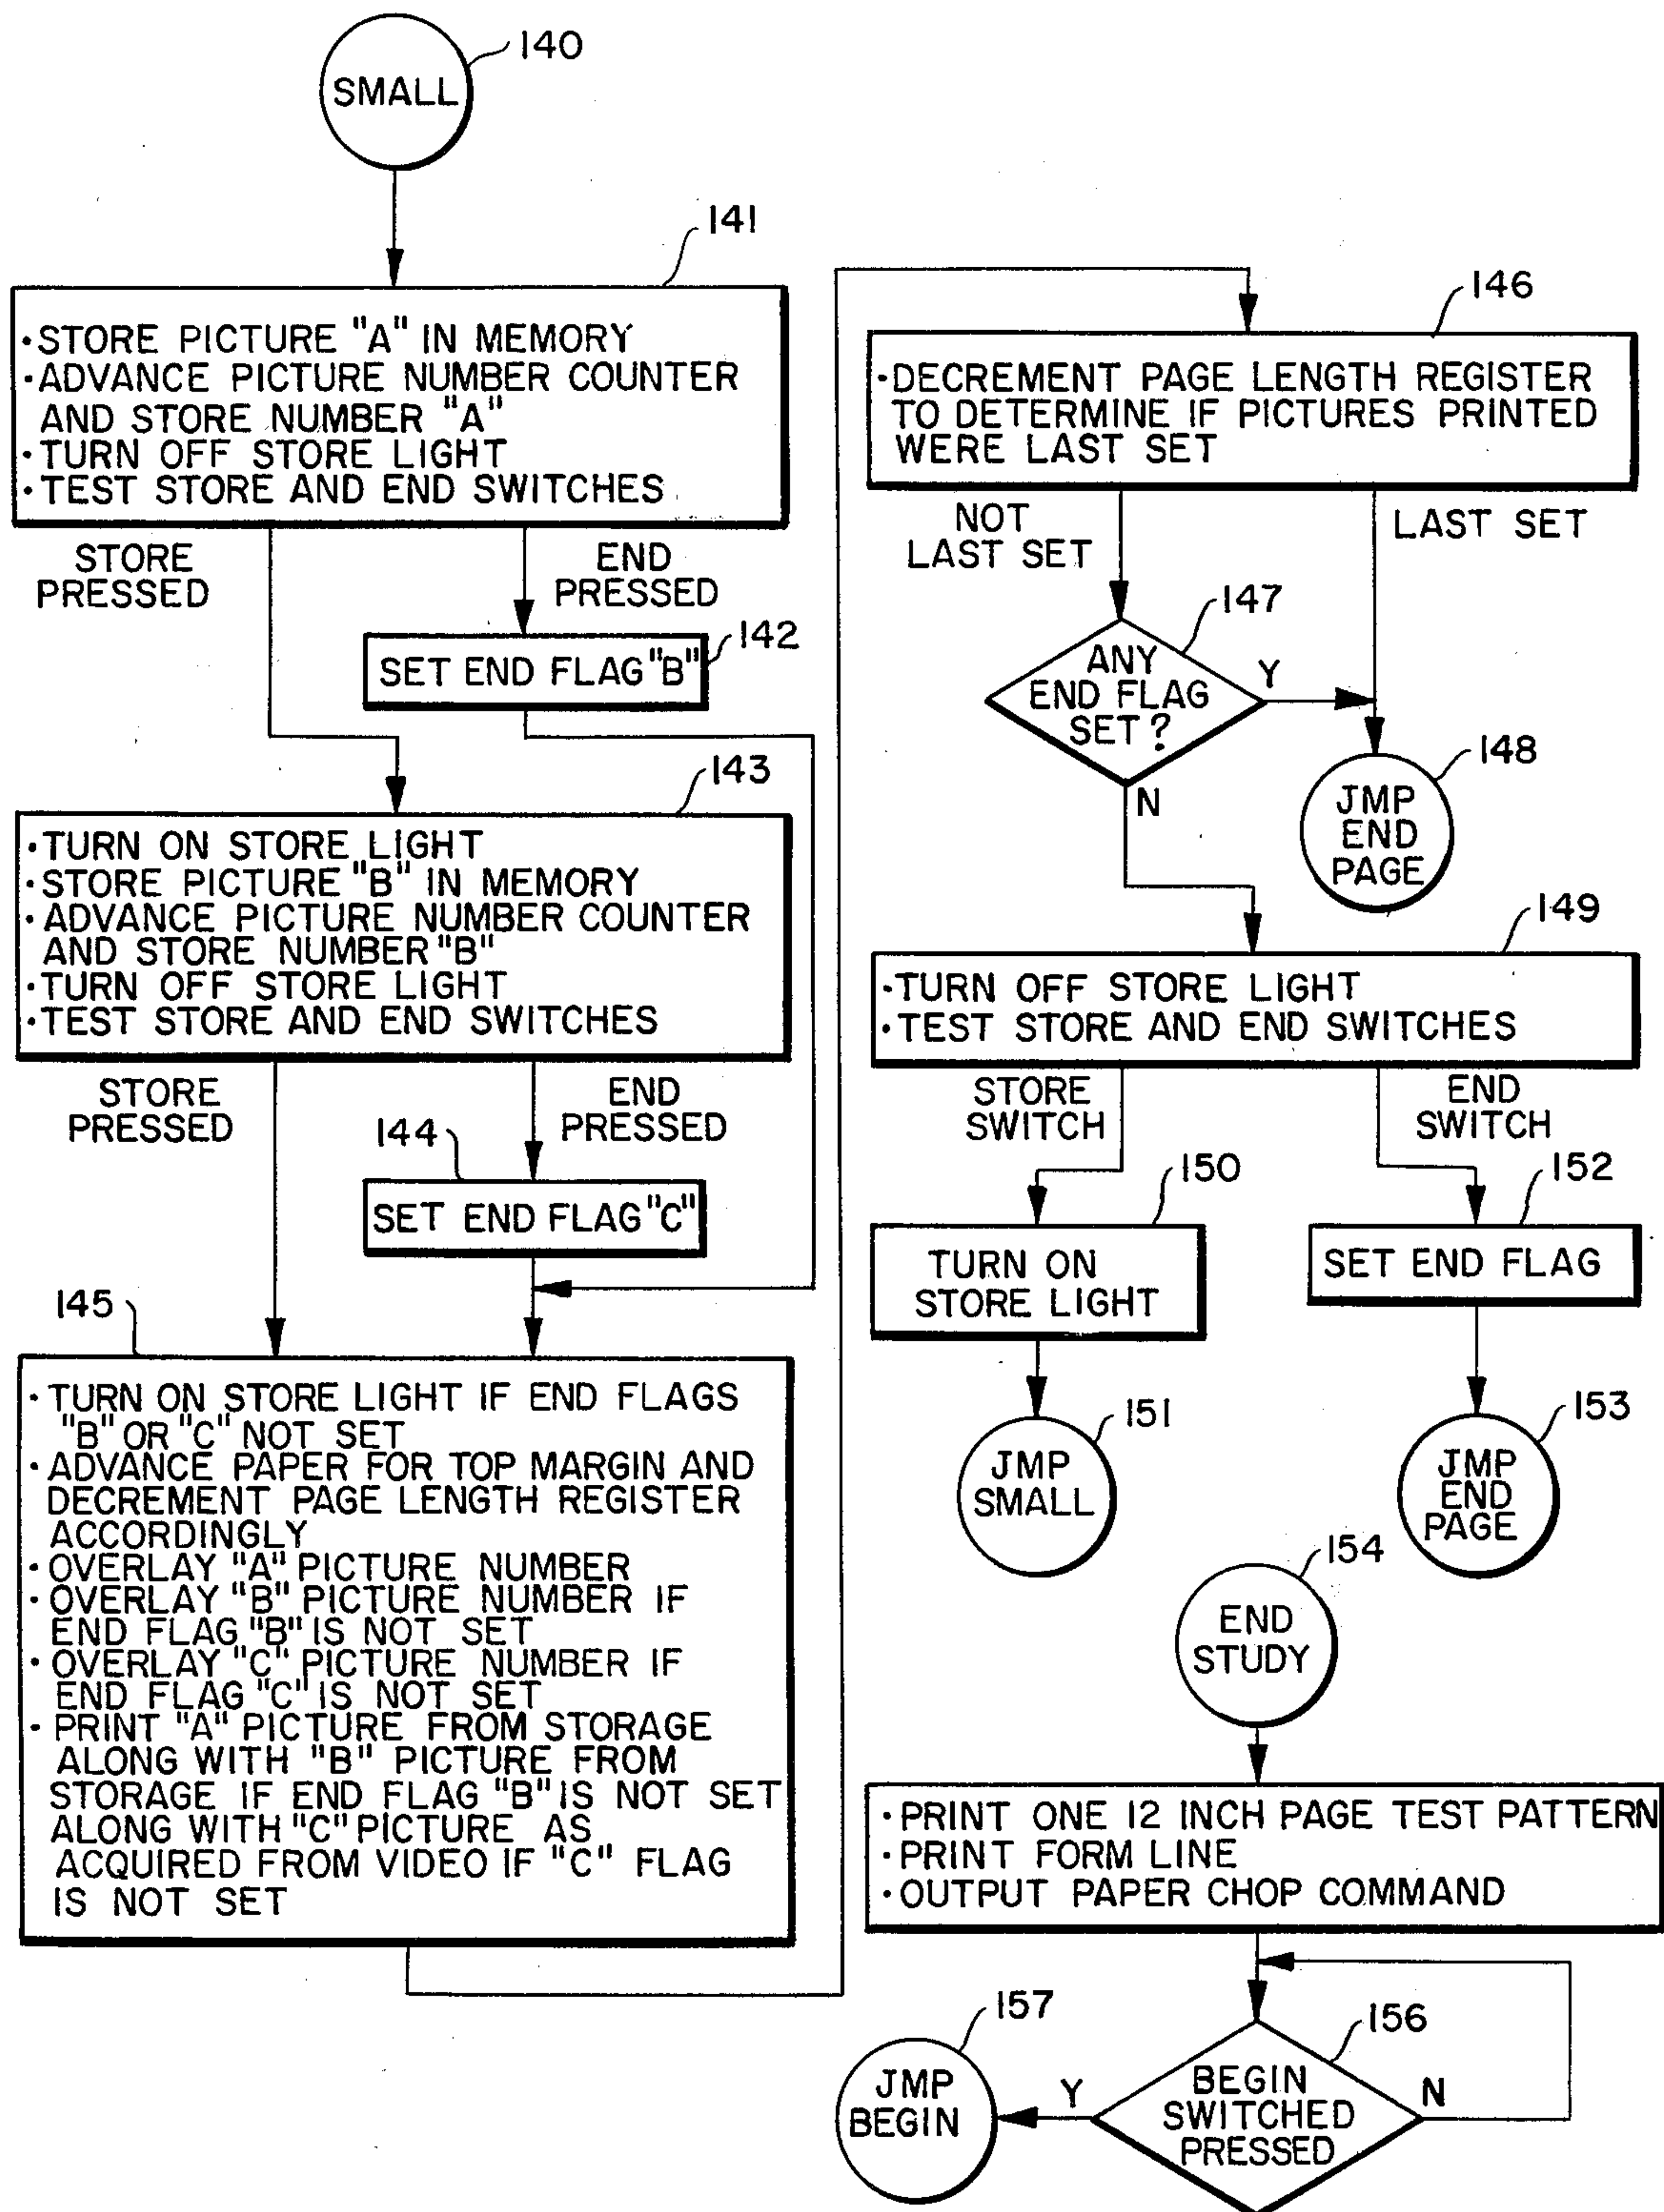 140
SMALL
141
·STORE PICTURE "A" IN MEMORY
·ADVANCE PICTURE NUMBER COUNTER
AND STORE NUMBER "A"
·TURN OFF STORE LIGHT
·TEST STORE AND END SWITCHES
STORE
PRESSED
END
PRESSED
142
SET END FLAG "B"
143
·TURN ON STORE LIGHT
·STORE PICTURE "B" IN MEMORY
·ADVANCE PICTURE NUMBER COUNTER
AND STORE NUMBER "B"
·TURN OFF STORE LIGHT
·TEST STORE AND END SWITCHES
STORE
PRESSED
END
PRESSED
144
SET END FLAG "C"
145
·TURN ON STORE LIGHT IF END FLAGS
"B" OR "C" NOT SET
·ADVANCE PAPER FOR TOP MARGIN AND
DECREMENT PAGE LENGTH REGISTER
ACCORDINGLY
·OVERLAY "A" PICTURE NUMBER
·OVERLAY "B" PICTURE NUMBER IF
END FLAG "B" IS NOT SET
·OVERLAY "C" PICTURE NUMBER IF
END FLAG "C" IS NOT SET
·PRINT "A" PICTURE FROM STORAGE
ALONG WITH "B" PICTURE FROM
STORAGE IF END FLAG "B" IS NOT SET
ALONG WITH "C" PICTURE AS
ACQUIRED FROM VIDEO IF "C" FLAG
IS NOT SET
146
·DECREMENT PAGE LENGTH REGISTER
TO DETERMINE IF PICTURES PRINTED
WERE LAST SET
NOT
LAST SET
LAST SET
147
ANY
END FLAG
SET?
Y
N
148
JMP
END
PAGE
149
·TURN OFF STORE LIGHT
·TEST STORE AND END SWITCHES
STORE
SWITCH
END
SWITCH
150
TURN ON
STORE LIGHT
152
SET END FLAG
151
JMP
SMALL
153
JMP
END
PAGE
154
END
STUDY
·PRINT ONE 12 INCH PAGE TEST PATTERN
·PRINT FORM LINE
·OUTPUT PAPER CHOP COMMAND
157
JMP
BEGIN
Y
156
BEGIN
SWITCHED
PRESSED
N